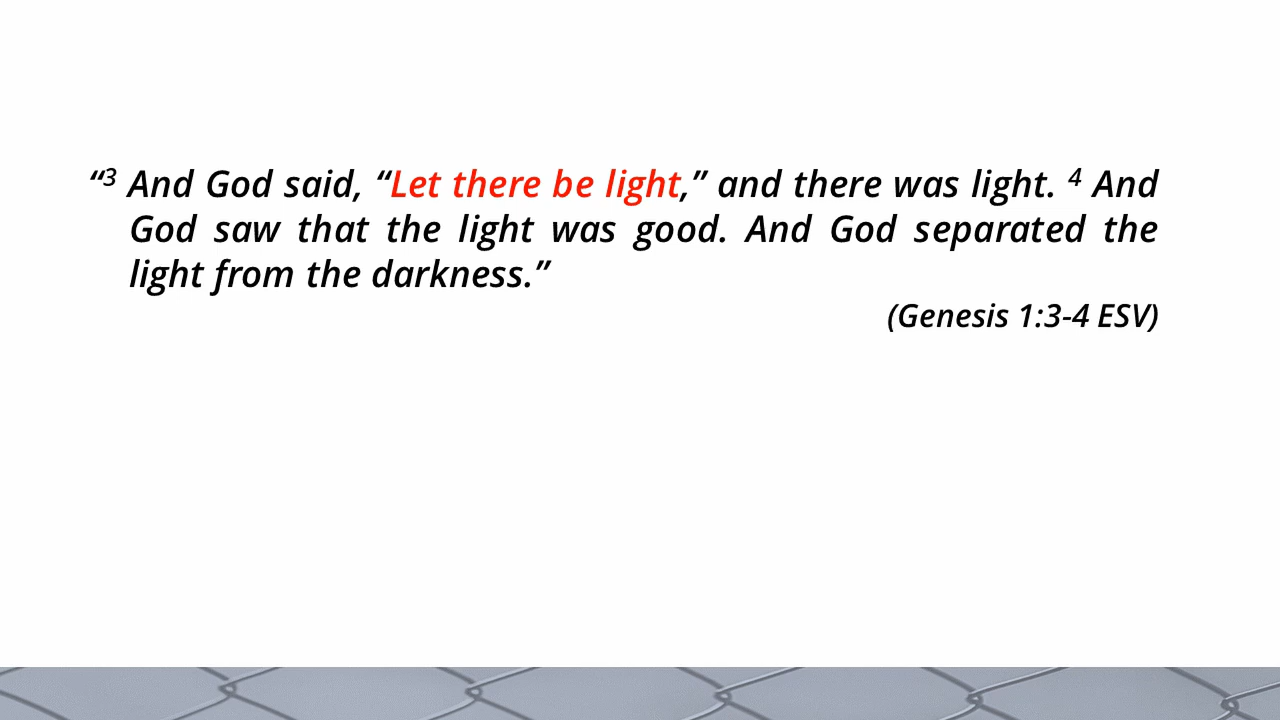 “³ And God said, “Let there be light,” and there was light. ⁴ And
God saw that the light was good. And God separated the
light from the darkness.”
(Genesis 1:3-4 ESV)